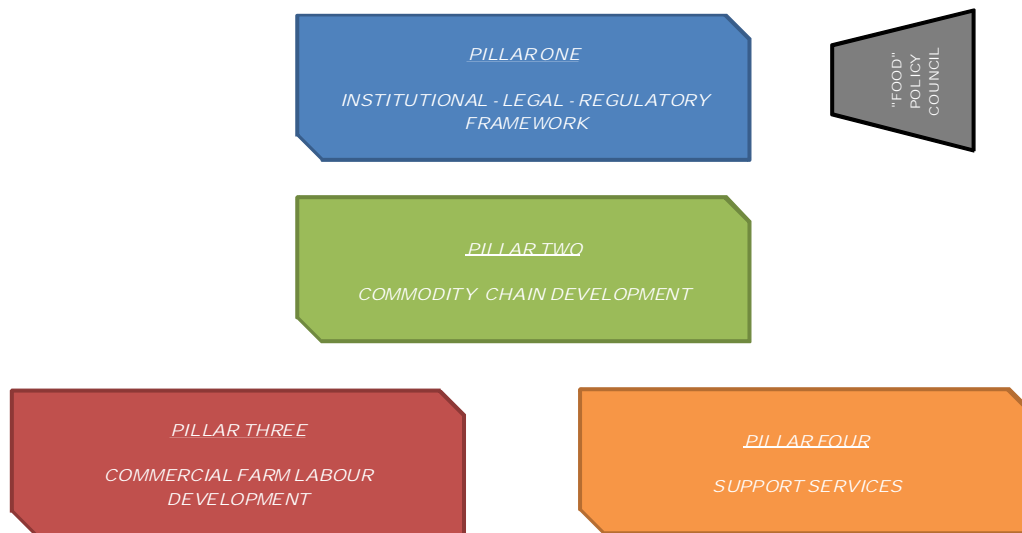 PILLAR ONE
INSTITUTIONAL - LEGAL - REGULATORY
FRAMEWORK
"FOOD"
POLICY
COUNCIL
PILLAR TWO
COMMODITY CHAIN DEVELOPMENT
PILLAR THREE
COMMERCIAL FARM LABOUR
DEVELOPMENT
PILLAR FOUR
SUPPORT SERVICES